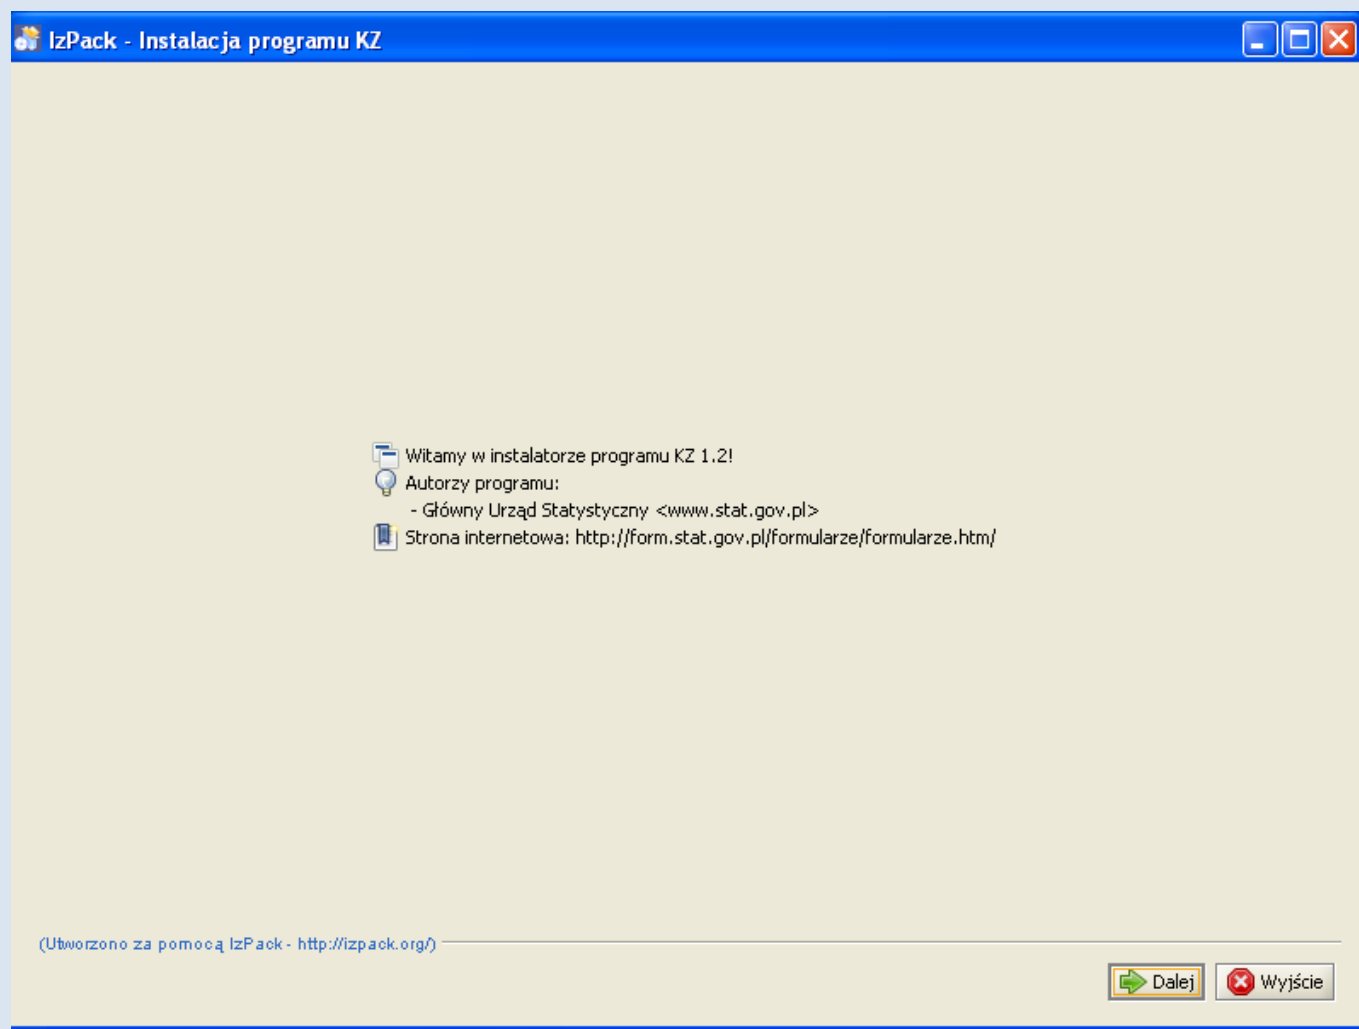 IzPack - Instalacja programu KZ
Witamy w instalatorze programu KZ 1.2!
Autorzy programu:
- Główny Urząd Statystyczny <www.stat.gov.pl>
Strona internetowa: http://form.stat.gov.pl/formularze/formularze.htm/
(Utworzono za pomocą IzPack - http://izpack.org/)
Dalej
Wyjście